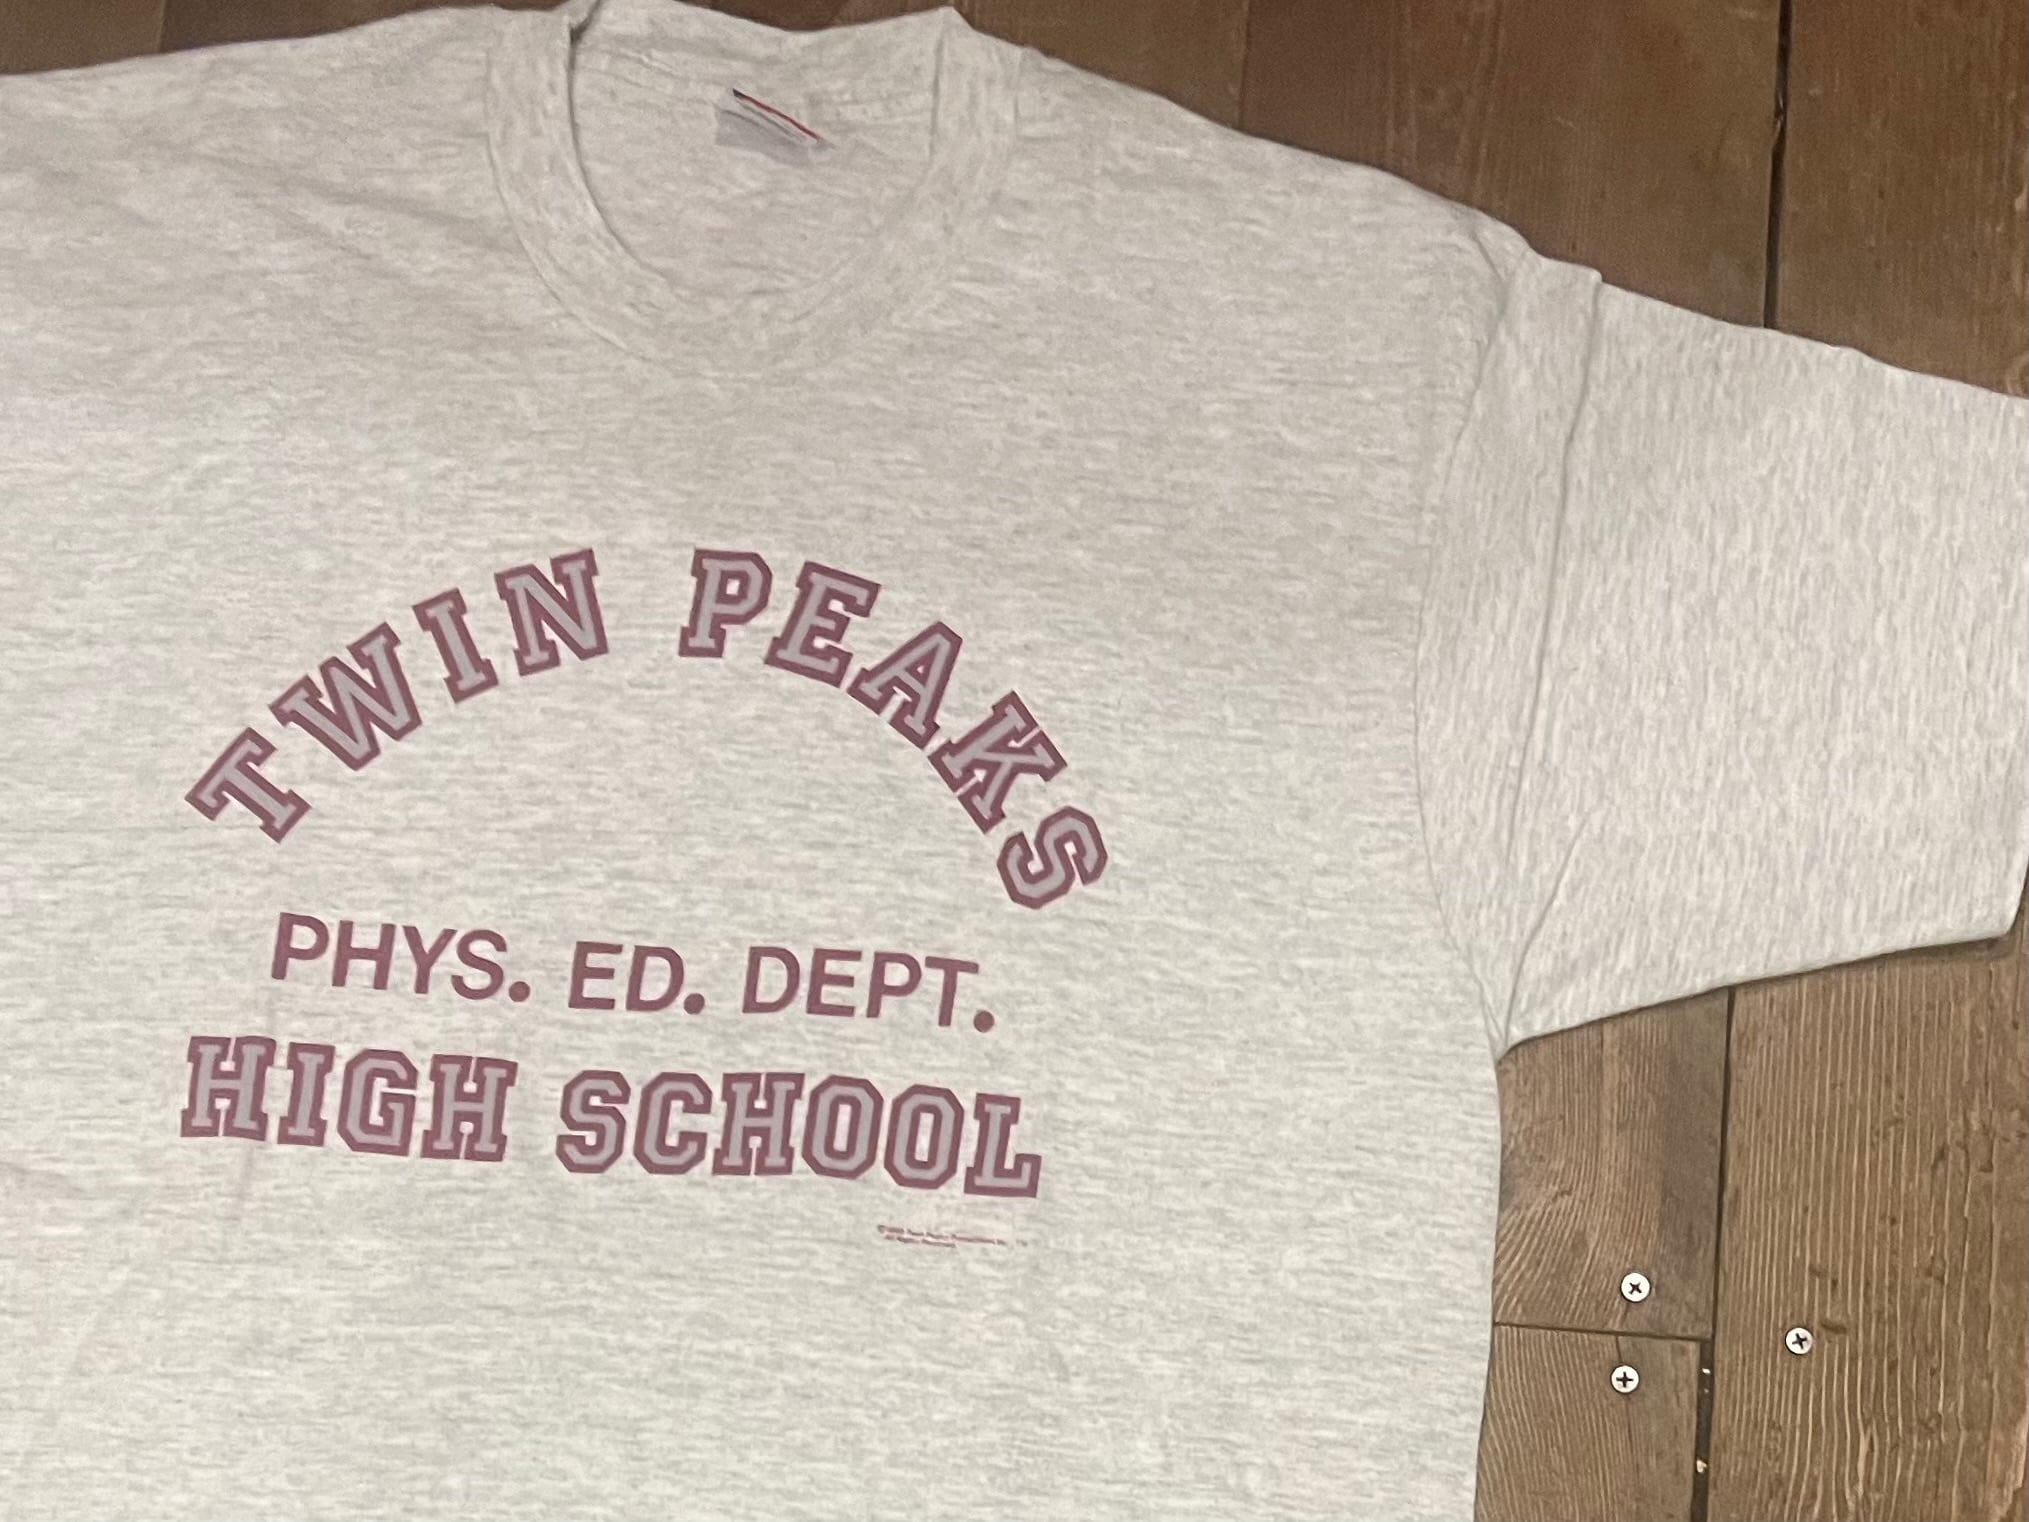 TWIN PEAKS
PHYS. ED. DEPT.
HIGH SCHOOL